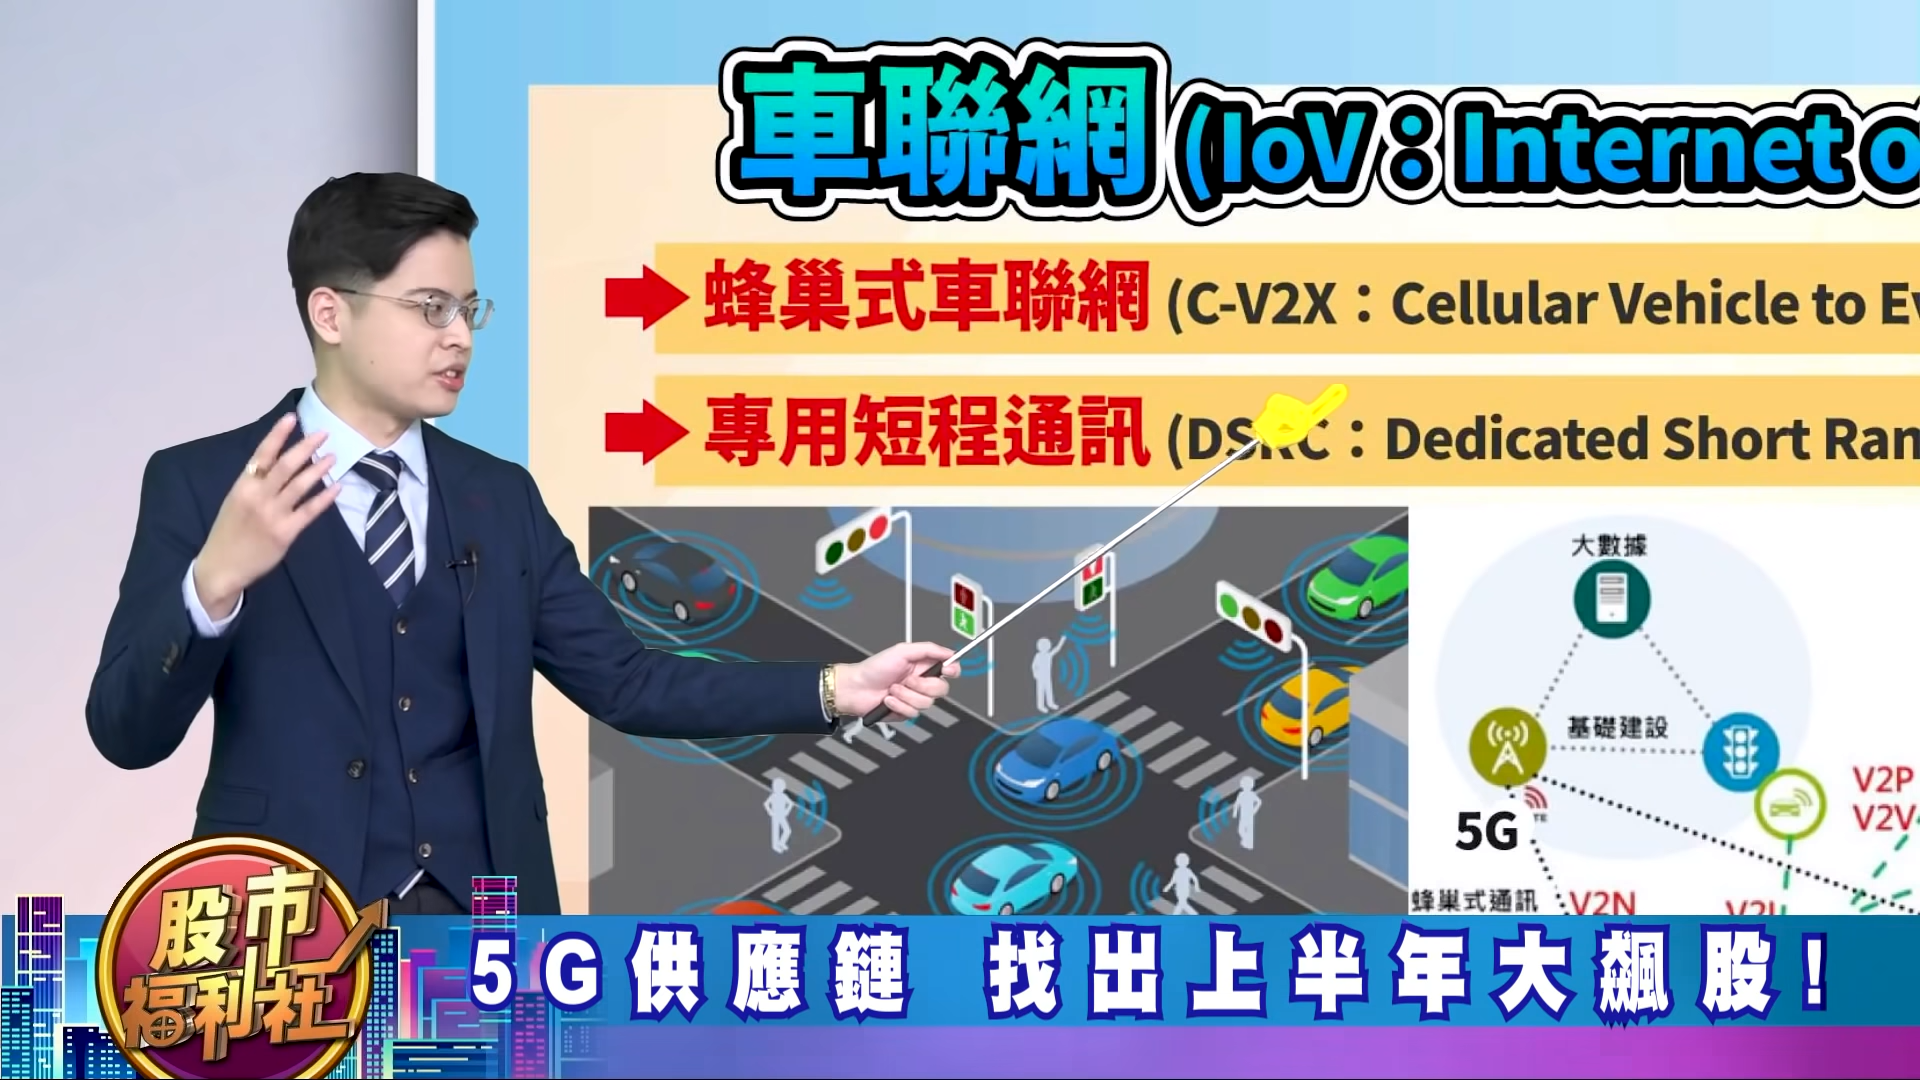 車聯網 (IoV：Internet o
蜂巢式車聯網 (C-V2X：Cellular Vehicle to Ev
專用短程通訊 (DSRC：Dedicated Short Ran
大數據
基礎建設
5G
V2P
V2V
蜂巢式通訊
V2N
股市
福利社
5G供應鏈 找出上半年大飆股!